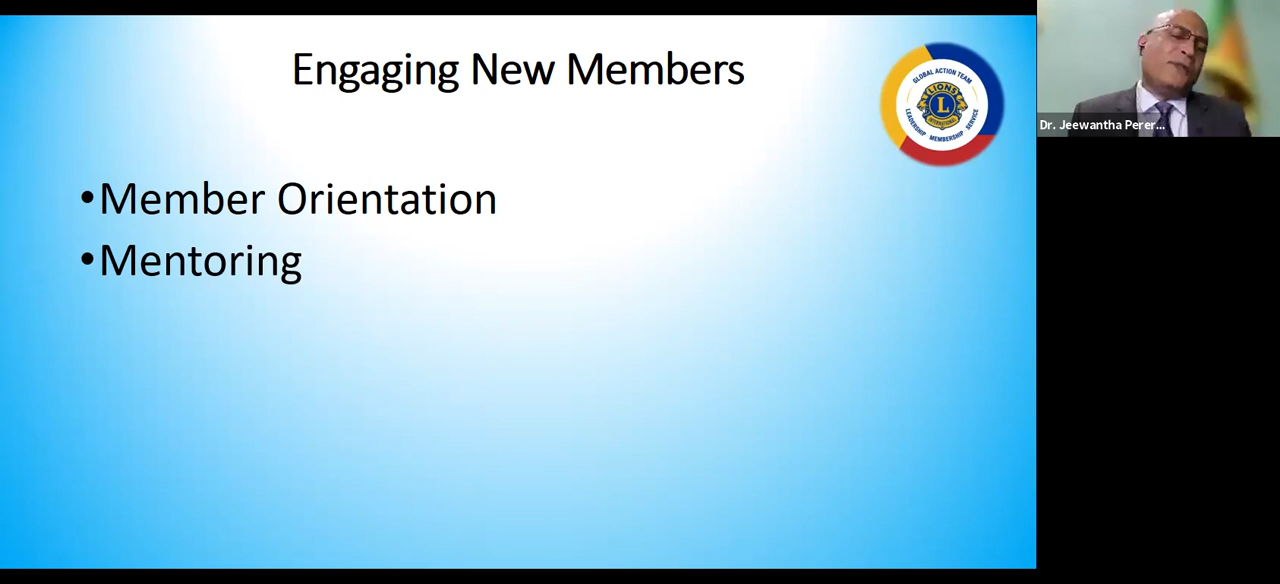 Engaging New Members
GLOBAL ACTION TEAM
LIONS
L
INTERNATIONAL
LEADERSHIP MEMBERSHIP SERVICE
•Member Orientation
•Mentoring
Dr. Jeewantha Perer...